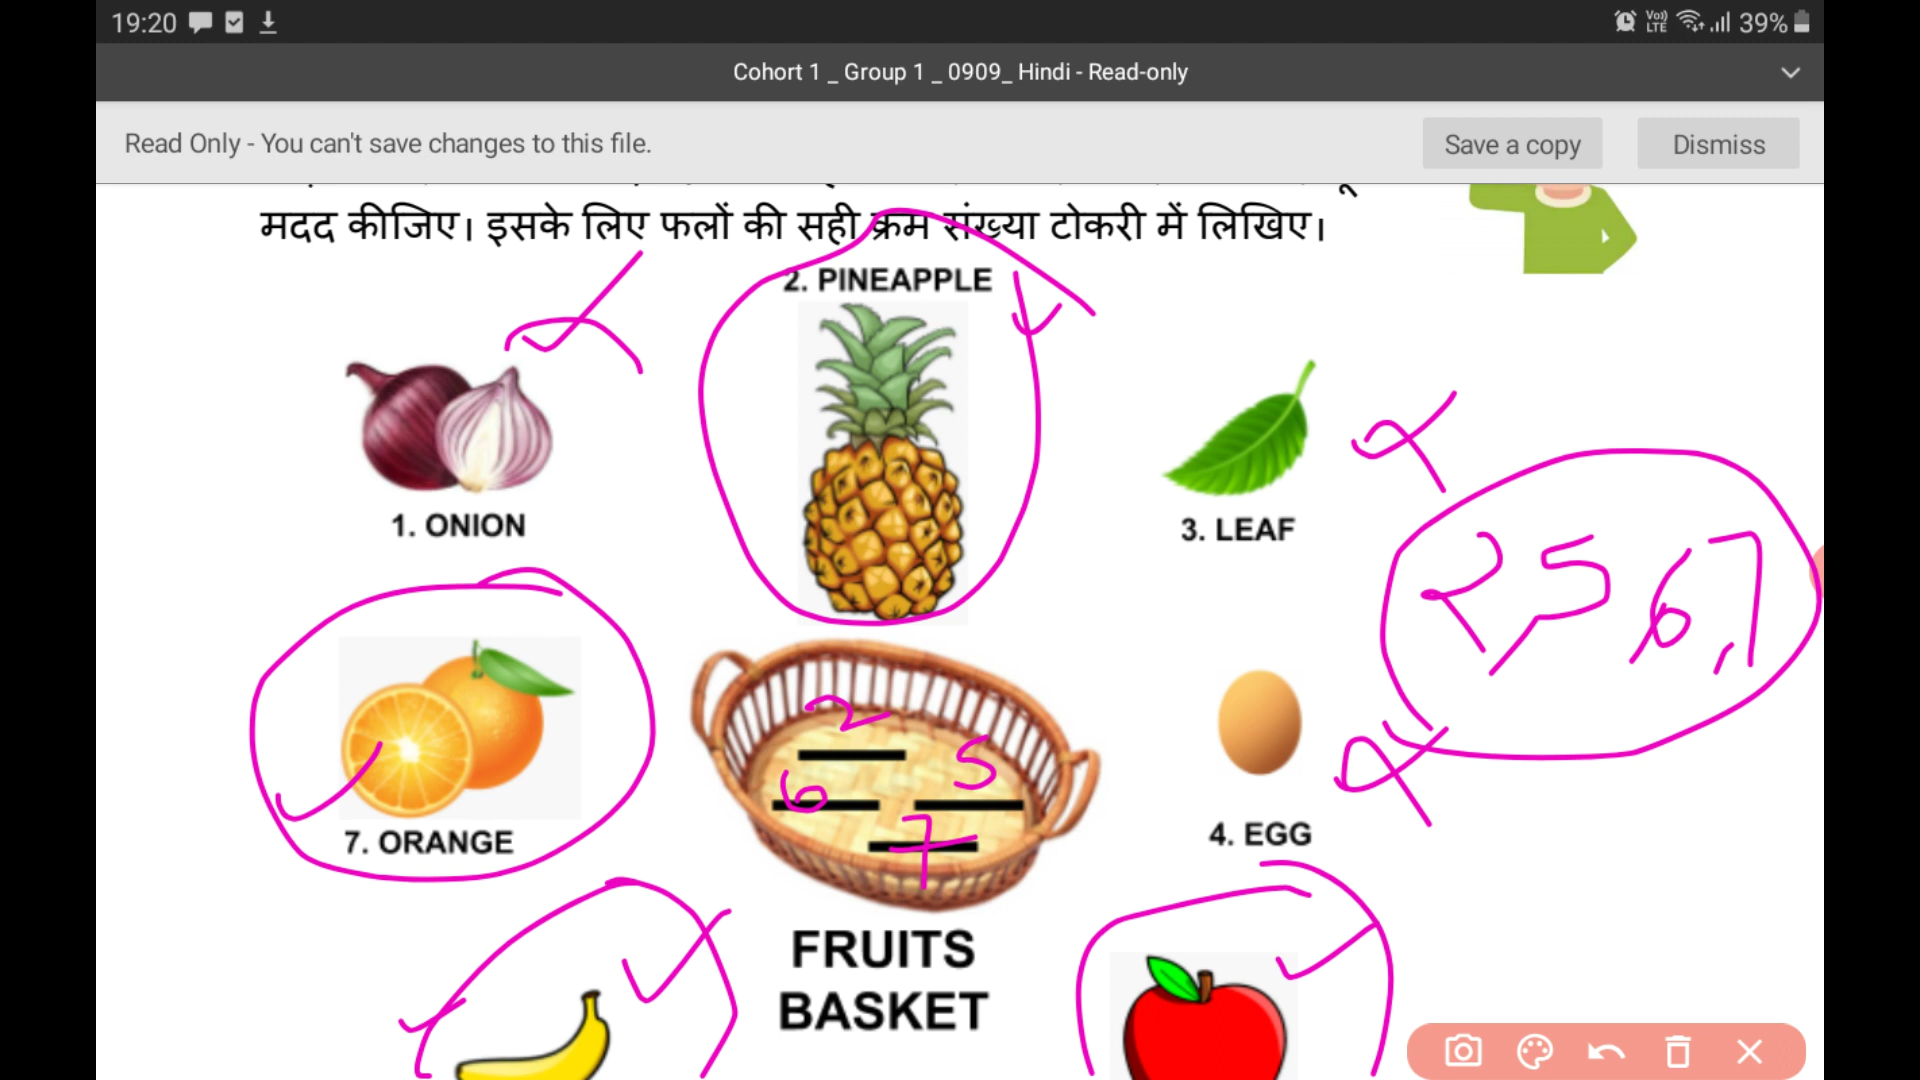 19:20
Vo)) LTE 39%
Cohort 1 _ Group 1 _ 0909_ Hindi - Read-only
Read Only - You can't save changes to this file.
Save a copy
Dismiss
मदद कीजिए। इसके लिए फलों की सही क्रम संख्या टोकरी में लिखिए।
2. PINEAPPLE
1. ONION
3. LEAF
2, 5, 6, 7
7. ORANGE
2
5
6
7
4. EGG
FRUITS
BASKET